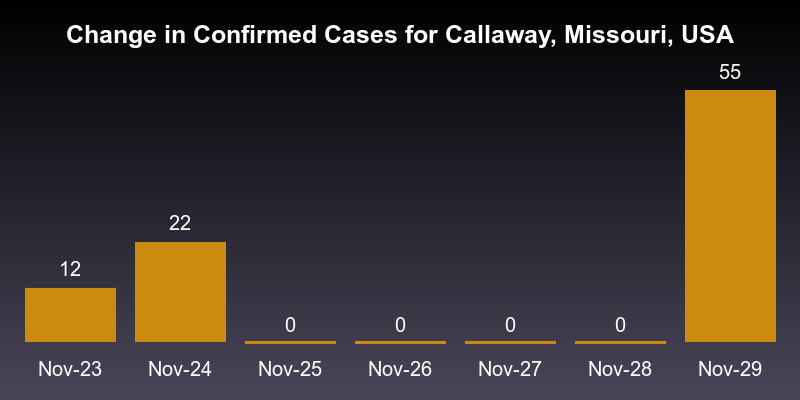 Change in Confirmed Cases for Callaway, Missouri, USA
55
22
12
0 0 0 0
Nov-23 Nov-24 Nov-25 Nov-26 Nov-27 Nov-28 Nov-29